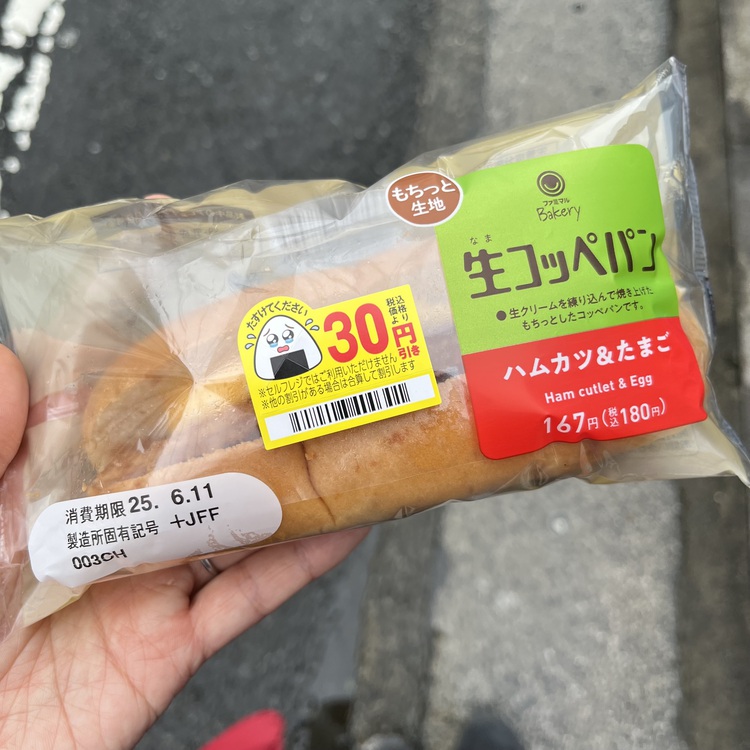 もちっと
生地
ファミマル
Bakery
なま
生コッペパン
●生クリームを練り込んで焼き上げた
もちっとしたコッペパンです。
ハムカツ&たまご
Ham cutlet & Egg
167円(税込180円)
たすけてください
30円引き
税込価格より
※セルフレジではご利用いただけません
※他の割引がある場合は合算して割引します
消費期限 25. 6.11
製造所固有記号 +JFF
003CH